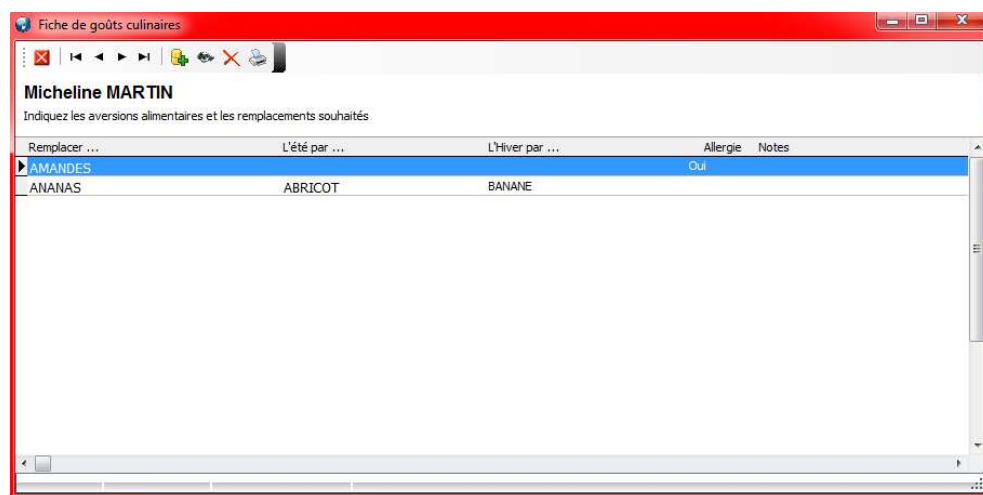 Fiche de goûts culinaires
Micheline MARTIN
Indiquez les aversions alimentaires et les remplacements souhaités
Remplacer ... L'été par ... L'Hiver par ... Allergie Notes
AMANDES Oui
ANANAS ABRICOT BANANE